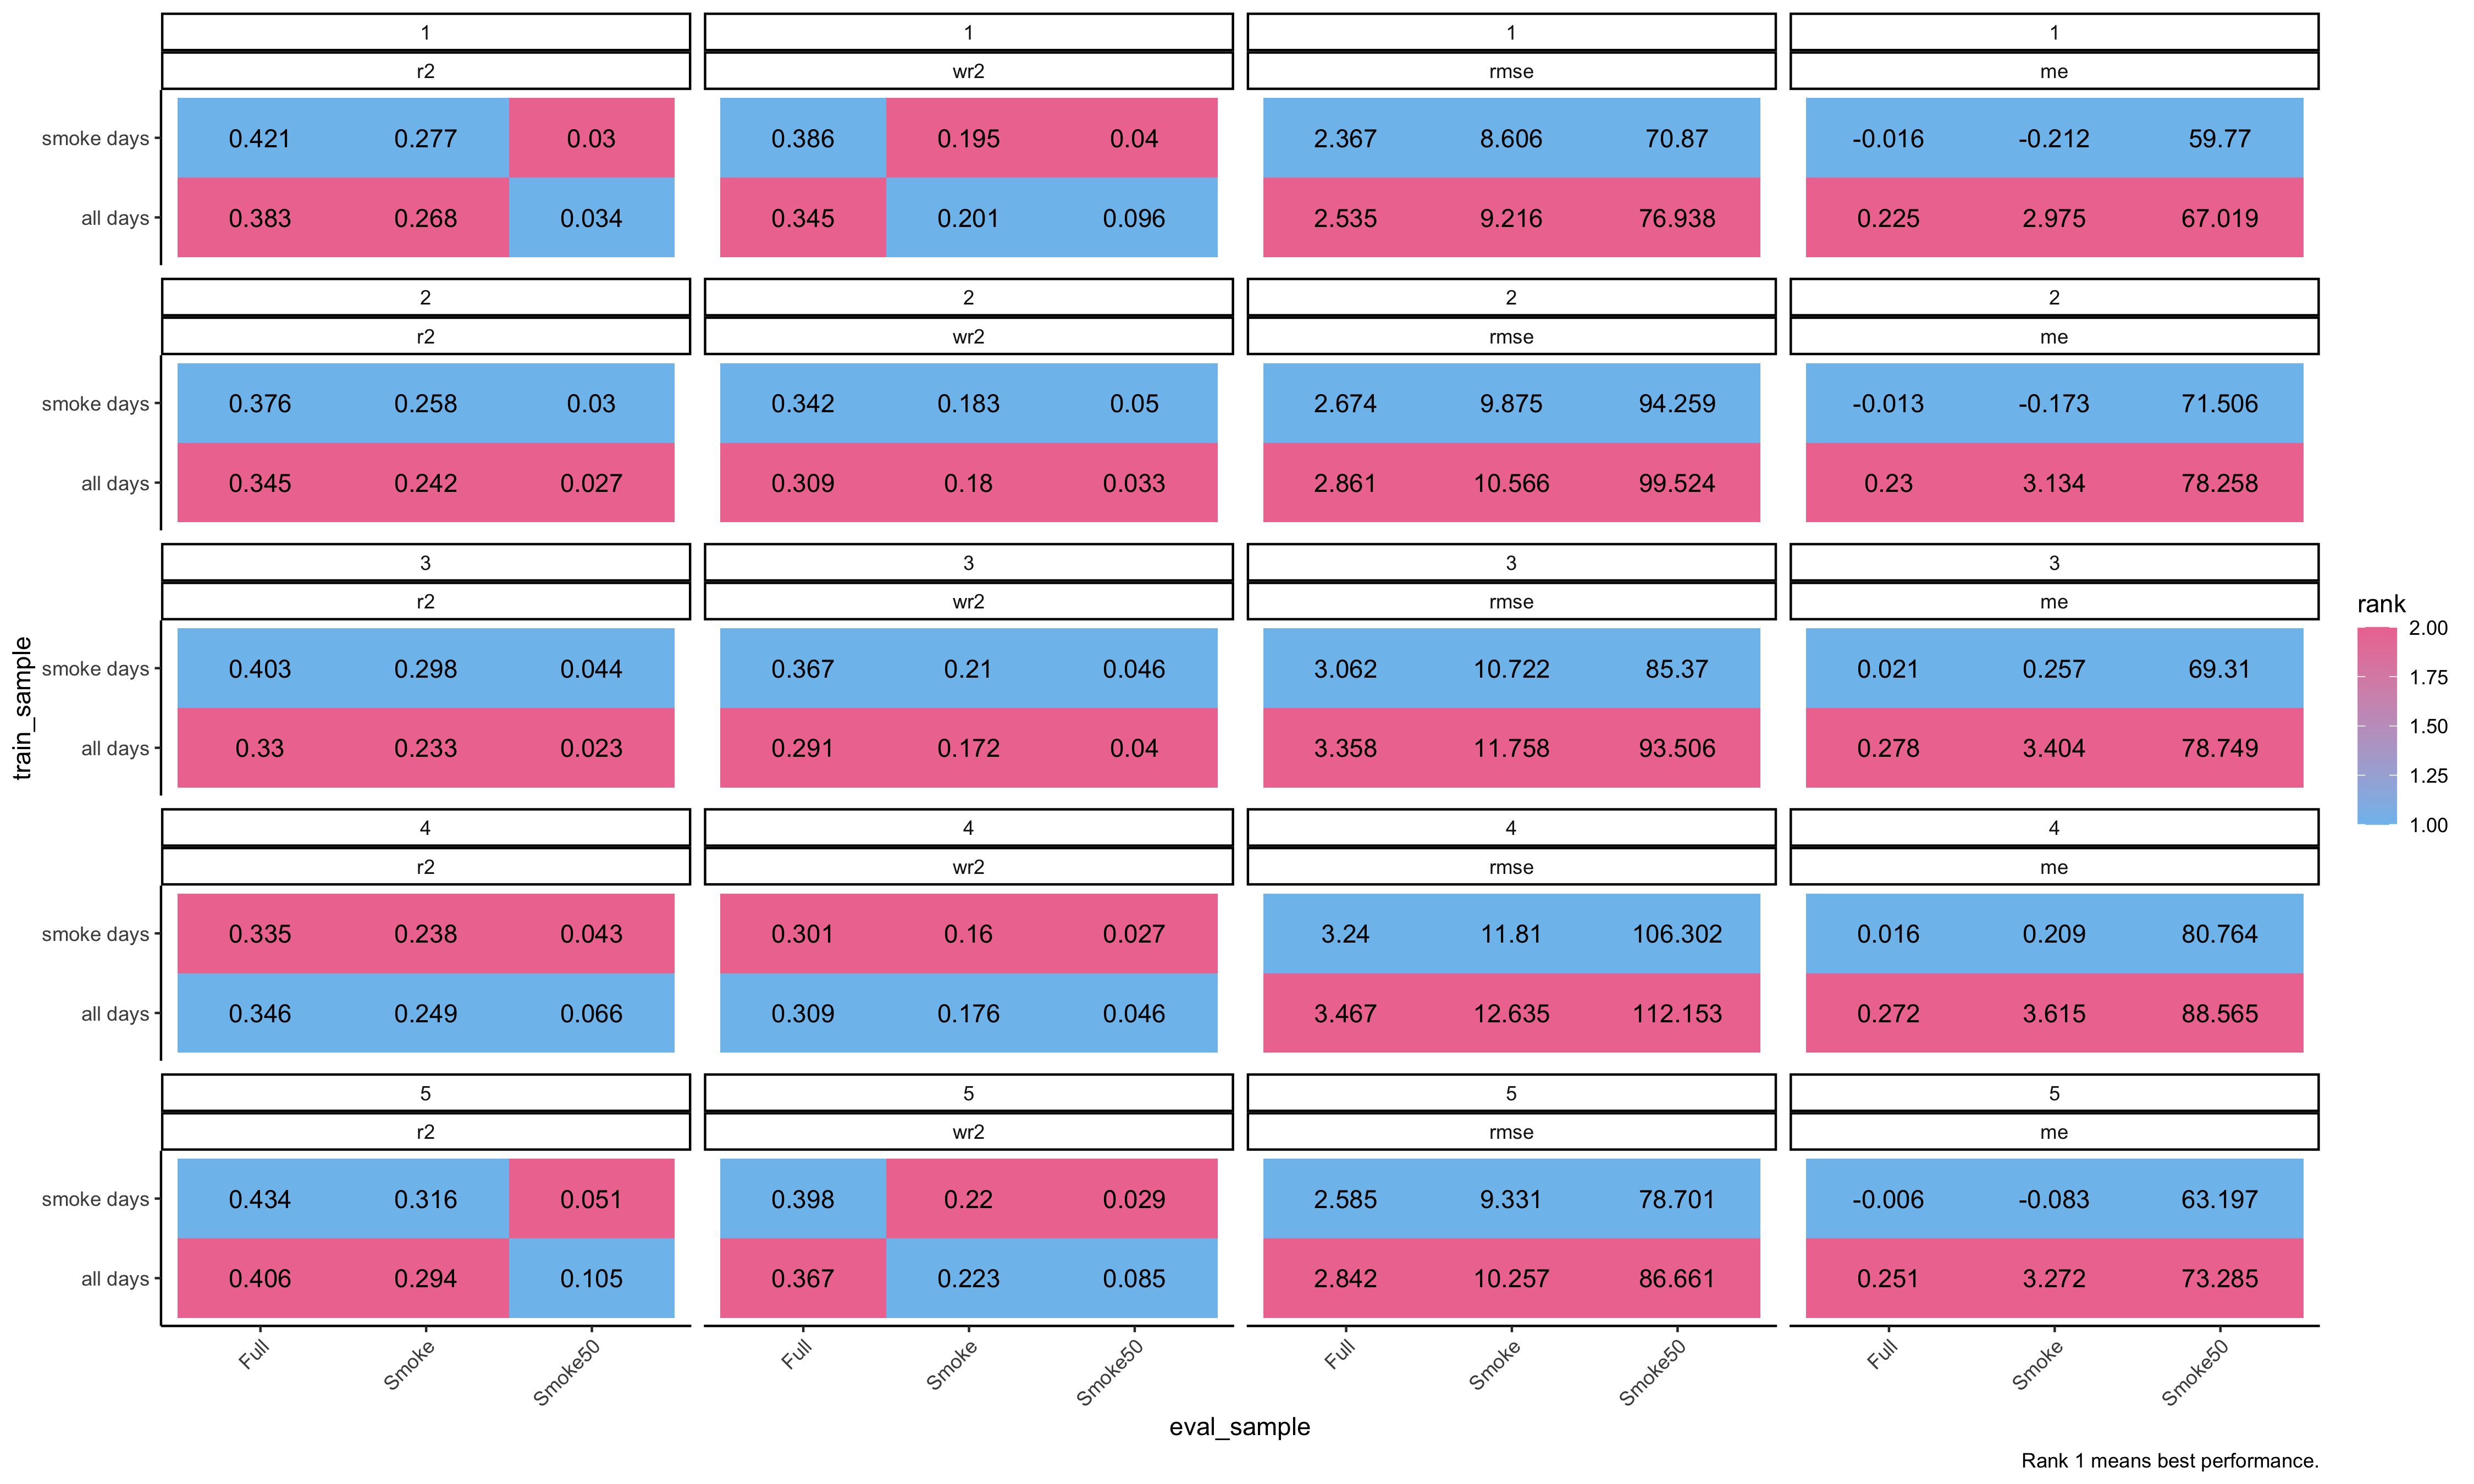 1 1 1 1
r2 wr2 rmse me
smoke days 0.421 0.277 0.03 0.386 0.195 0.04 2.367 8.606 70.87 -0.016 -0.212 59.77
all days 0.383 0.268 0.034 0.345 0.201 0.096 2.535 9.216 76.938 0.225 2.975 67.019
2 2 2 2
r2 wr2 rmse me
smoke days 0.376 0.258 0.03 0.342 0.183 0.05 2.674 9.875 94.259 -0.013 -0.173 71.506
all days 0.345 0.242 0.027 0.309 0.18 0.033 2.861 10.566 99.524 0.23 3.134 78.258
3 3 3 3
r2 wr2 rmse me
smoke days 0.403 0.298 0.044 0.367 0.21 0.046 3.062 10.722 85.37 0.021 0.257 69.31
all days 0.33 0.233 0.023 0.291 0.172 0.04 3.358 11.758 93.506 0.278 3.404 78.749
4 4 4 4
r2 wr2 rmse me
smoke days 0.335 0.238 0.043 0.301 0.16 0.027 3.24 11.81 106.302 0.016 0.209 80.764
all days 0.346 0.249 0.066 0.309 0.176 0.046 3.467 12.635 112.153 0.272 3.615 88.565
5 5 5 5
r2 wr2 rmse me
smoke days 0.434 0.316 0.051 0.398 0.22 0.029 2.585 9.331 78.701 -0.006 -0.083 63.197
all days 0.406 0.294 0.105 0.367 0.223 0.085 2.842 10.257 86.661 0.251 3.272 73.285
Full Smoke Smoke50 Full Smoke Smoke50 Full Smoke Smoke50 Full Smoke Smoke50
eval_sample
train_sample
rank
2.00
1.75
1.50
1.25
1.00
Rank 1 means best performance.